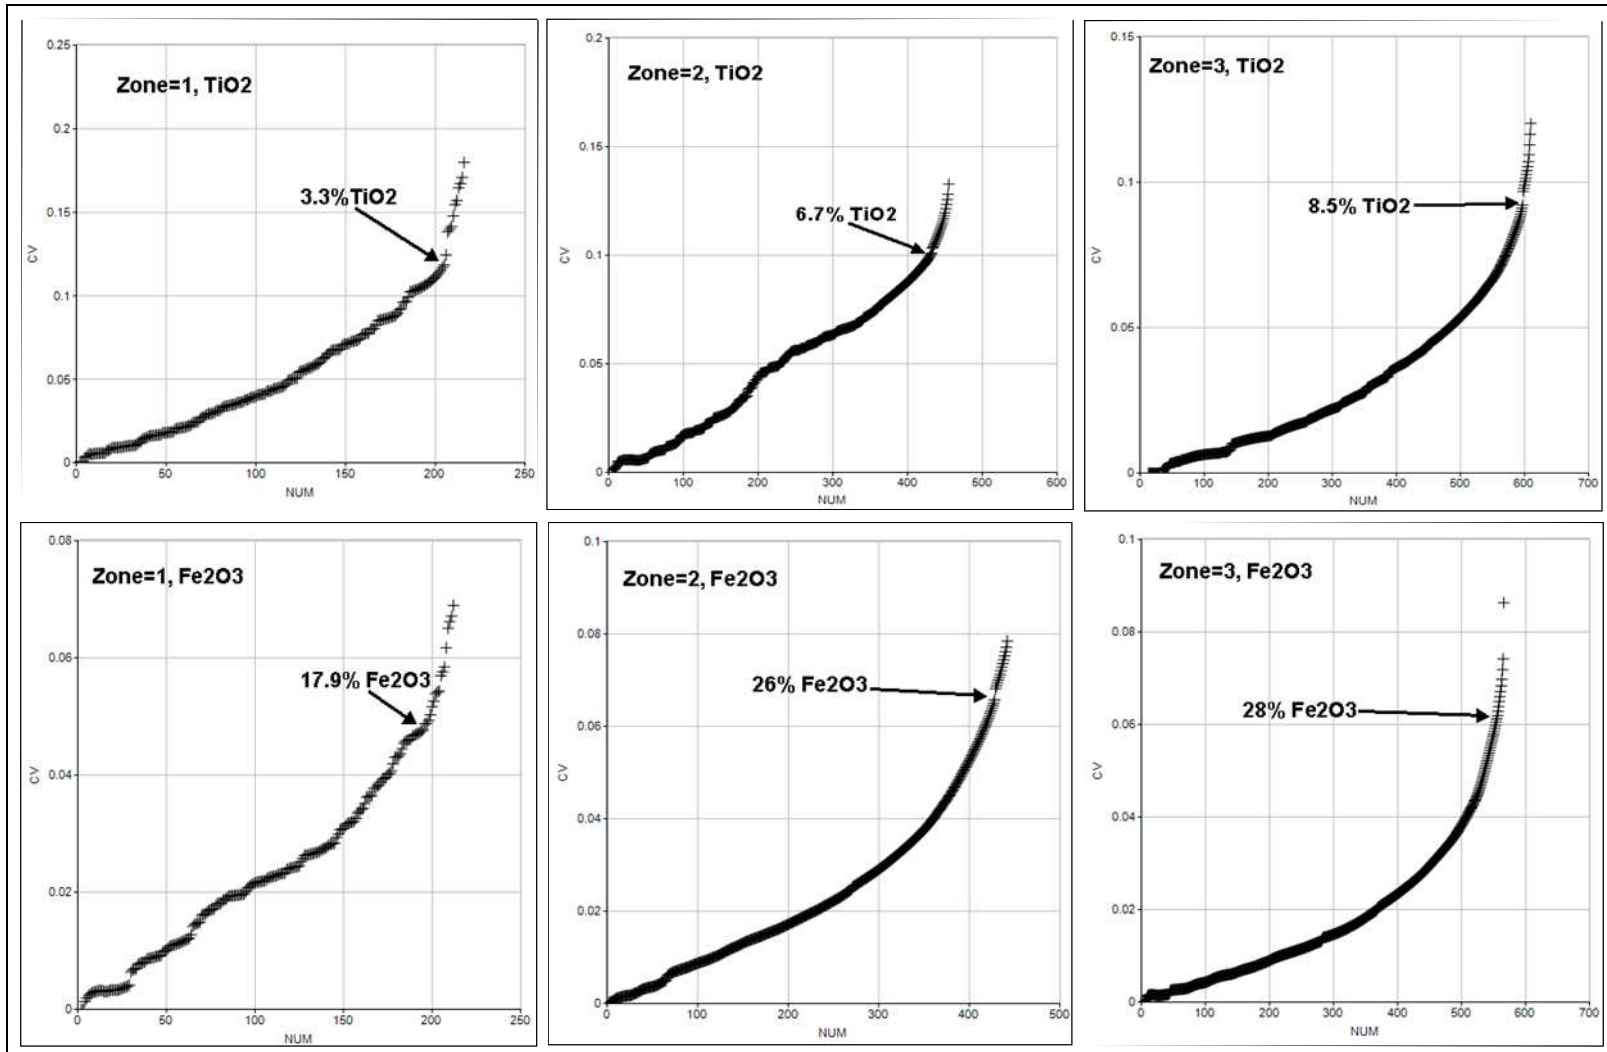 0.25
Zone=1, TiO2
0.2
3.3%TiO2
0.15
CV
0.1
0.05
0
0 50 100 150 200 250
NUM
0.2
Zone=2, TiO2
0.15
6.7% TiO2
0.1
CV
0.05
0
0 100 200 300 400 500 600
NUM
0.15
Zone=3, TiO2
0.1
8.5% TiO2
CV
0.05
0
0 100 200 300 400 500 600 700
NUM
0.08
Zone=1, Fe2O3
0.06
17.9% Fe2O3
0.04
CV
0.02
0
0 50 100 150 200 250
NUM
0.1
Zone=2, Fe2O3
0.08
26% Fe2O3
0.06
CV
0.04
0.02
0
0 100 200 300 400 500
NUM
0.1
Zone=3, Fe2O3
0.08
28% Fe2O3
0.06
CV
0.04
0.02
0
0 100 200 300 400 500 600 700
NUM